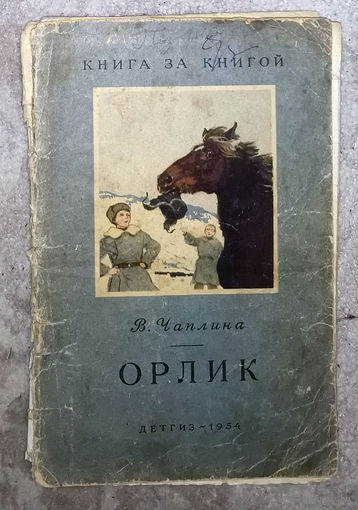 КНИГА ЗА КНИГОЙ
В. Чаплина
ОРЛИК
ДЕТГИЗ ~ 1954